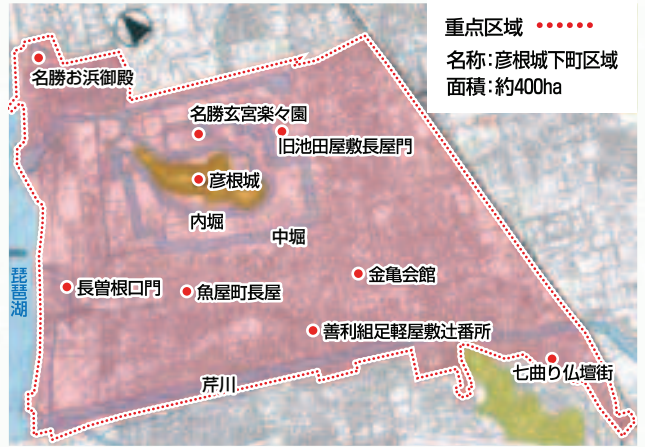 重点区域
名称：彦根城下町区域
面積：約400ha
名勝お浜御殿
名勝玄宮楽々園
旧池田屋敷長屋門
彦根城
内堀
中堀
琵琶湖
長曽根口門
魚屋町長屋
金亀会館
善利組足軽屋敷辻番所
七曲り仏壇街
芹川